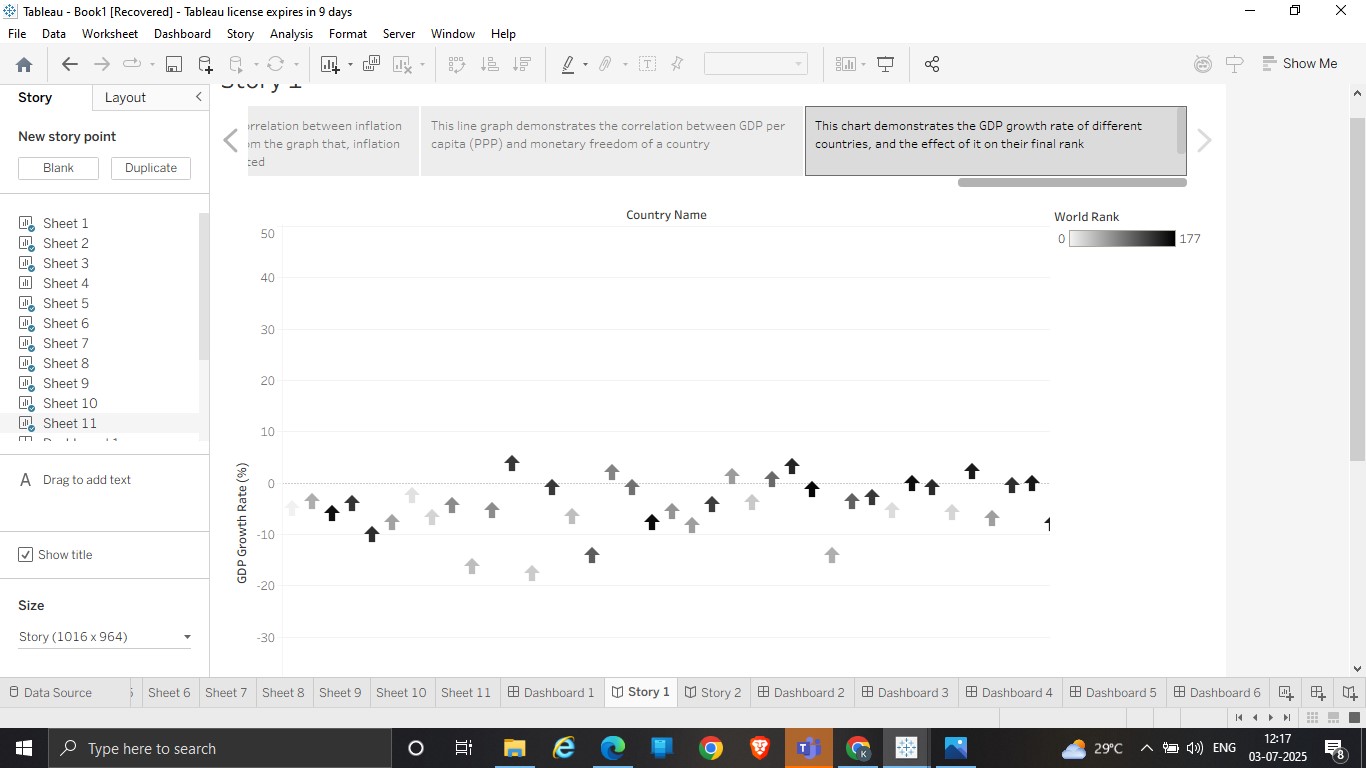 Tableau - Book1 [Recovered] - Tableau license expires in 9 days
File Data Worksheet Dashboard Story Analysis Format Server Window Help
Show Me
Story 1
Story Layout
New story point
Blank Duplicate
Sheet 1
Sheet 2
Sheet 3
Sheet 4
Sheet 5
Sheet 6
Sheet 7
Sheet 8
Sheet 9
Sheet 10
Sheet 11
A Drag to add text
Show title
Size
Story (1016 x 964)
orrelation between inflation
om the graph that, inflation
This line graph demonstrates the correlation between GDP per
capita (PPP) and monetary freedom of a country
This chart demonstrates the GDP growth rate of different
countries, and the effect of it on their final rank
Country Name
World Rank
0 177
GDP Growth Rate (%)
50
40
30
20
10
0
-10
-20
-30
Data Source Sheet 6 Sheet 7 Sheet 8 Sheet 9 Sheet 10 Sheet 11 Dashboard 1 Story 1 Story 2 Dashboard 2 Dashboard 3 Dashboard 4 Dashboard 5 Dashboard 6
Type here to search
29°C ENG
12:17
03-07-2025
8